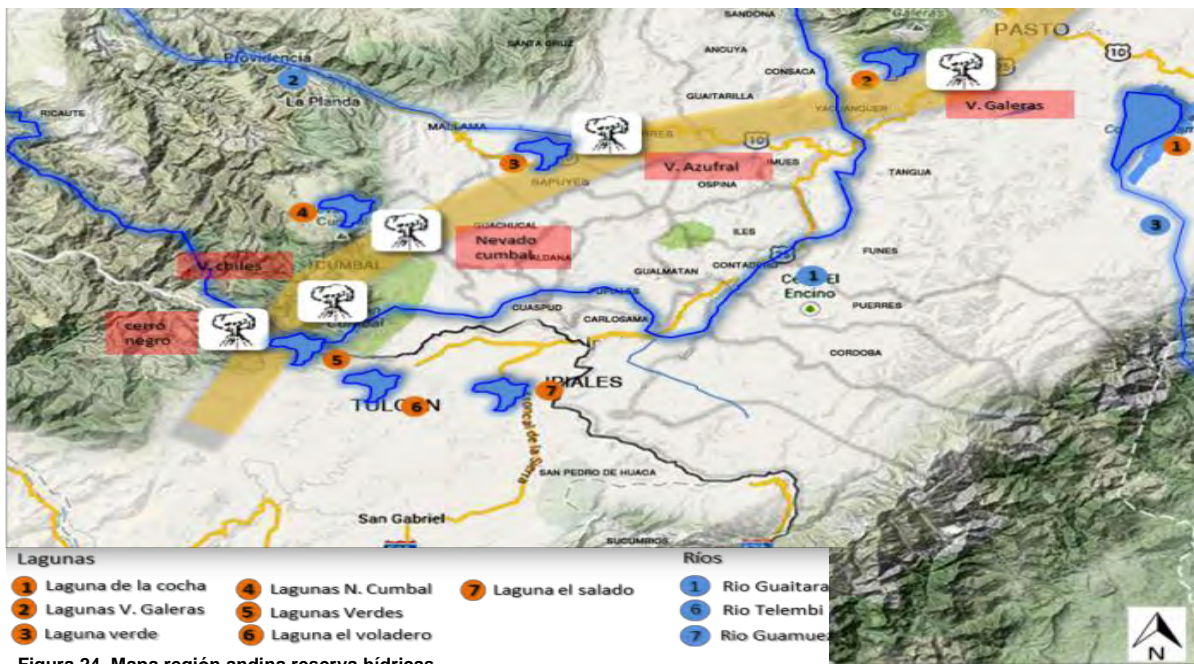 SANDONA
Galeras
PASTO
SANTA CRUZ
ANCUYA
10
Providencia
CONSACA
2
2
La Planda
GUAITARILLA
YACUANQUER
V. Galeras
RICAUTE
MALLAMA
10
1
3
V. Azufral
IMUES
SAPUYES
TANGUA
OSPINA
4
GUACHUCAL
3
ILES
Nevado
cumbal
V. chiles
CUMBAL
ALDANA
GUALMATAN
CONTADERO
FUNES
1
El
Encino
PUPIALES
CUASPUD
PUERRES
cerro
negro
CARLOSAMA
CORDOBA
5
IPIALES
7
TULCAN
6
SAN PEDRO DE HUACA
San Gabriel
SUCUMBIOS
Lagunas
Ríos
1 Laguna de la cocha
4 Lagunas N. Cumbal
7 Laguna el salado
1 Rio Guaitara
2 Lagunas V. Galeras
5 Lagunas Verdes
6 Rio Telembi
3 Laguna verde
6 Laguna el voladero
7 Rio Guamuez
N
Figura 24. Mapa región andina reserva hídricas